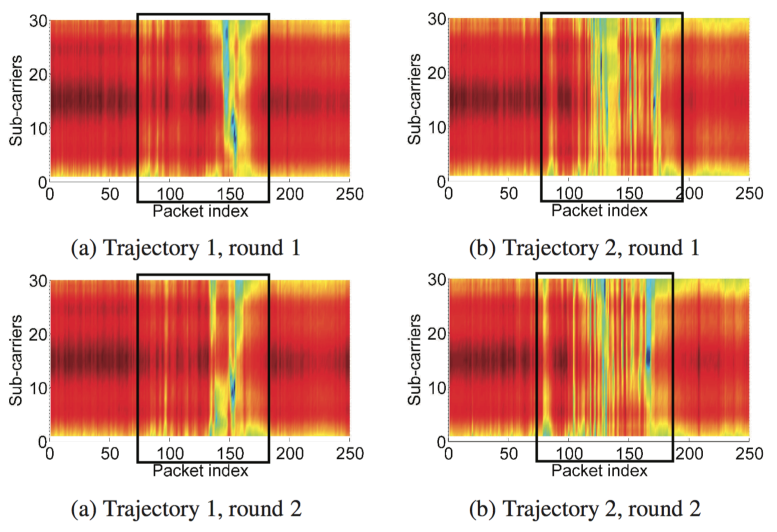 30
20
10
0
Sub-carriers
0 50 100 150 200 250
Packet index
(a) Trajectory 1, round 1
30
20
10
0
Sub-carriers
0 50 100 150 200 250
Packet index
(b) Trajectory 2, round 1
30
20
10
0
Sub-carriers
0 50 100 150 200 250
Packet index
(a) Trajectory 1, round 2
30
20
10
0
Sub-carriers
0 50 100 150 200 250
Packet index
(b) Trajectory 2, round 2